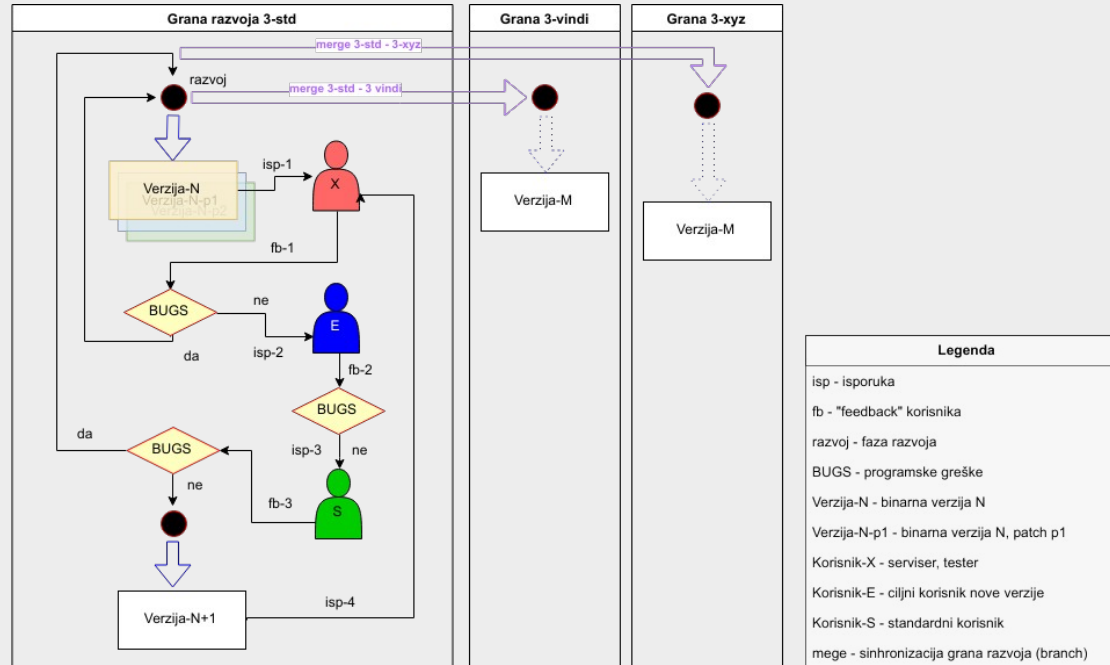 Grana razvoja 3-std
Grana 3-vindi
Grana 3-xyz
merge 3-std - 3-xyz
razvoj
merge 3-std - 3 vindi
isp-1
Verzija-N
Verzija-N-p1
Verzija-N-p2
X
Verzija-M
Verzija-M
fb-1
BUGS
ne
E
da
isp-2
fb-2
BUGS
da
BUGS
isp-3
ne
ne
fb-3
S
isp-4
Verzija-N+1
Legenda
isp - isporuka
fb - "feedback" korisnika
razvoj - faza razvoja
BUGS - programske greške
Verzija-N - binarna verzija N
Verzija-N-p1 - binarna verzija N, patch p1
Korisnik-X - serviser, tester
Korisnik-E - ciljni korisnik nove verzije
Korisnik-S - standardni korisnik
mege - sinhronizacija grana razvoja (branch)